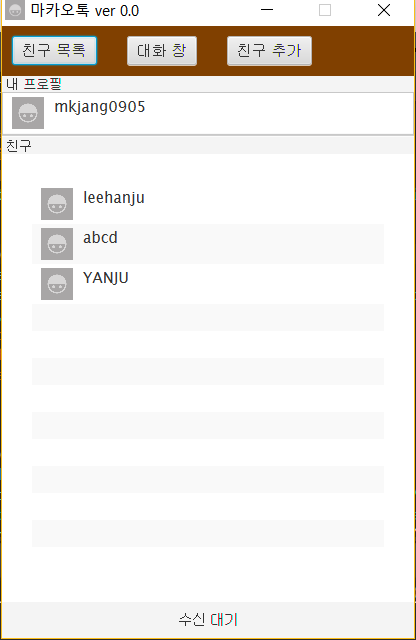 마카오톡 ver 0.0
친구 목록 대화 창 친구 추가
내 프로필
mkjang0905
친구
leehanju
abcd
YANJU
수신 대기